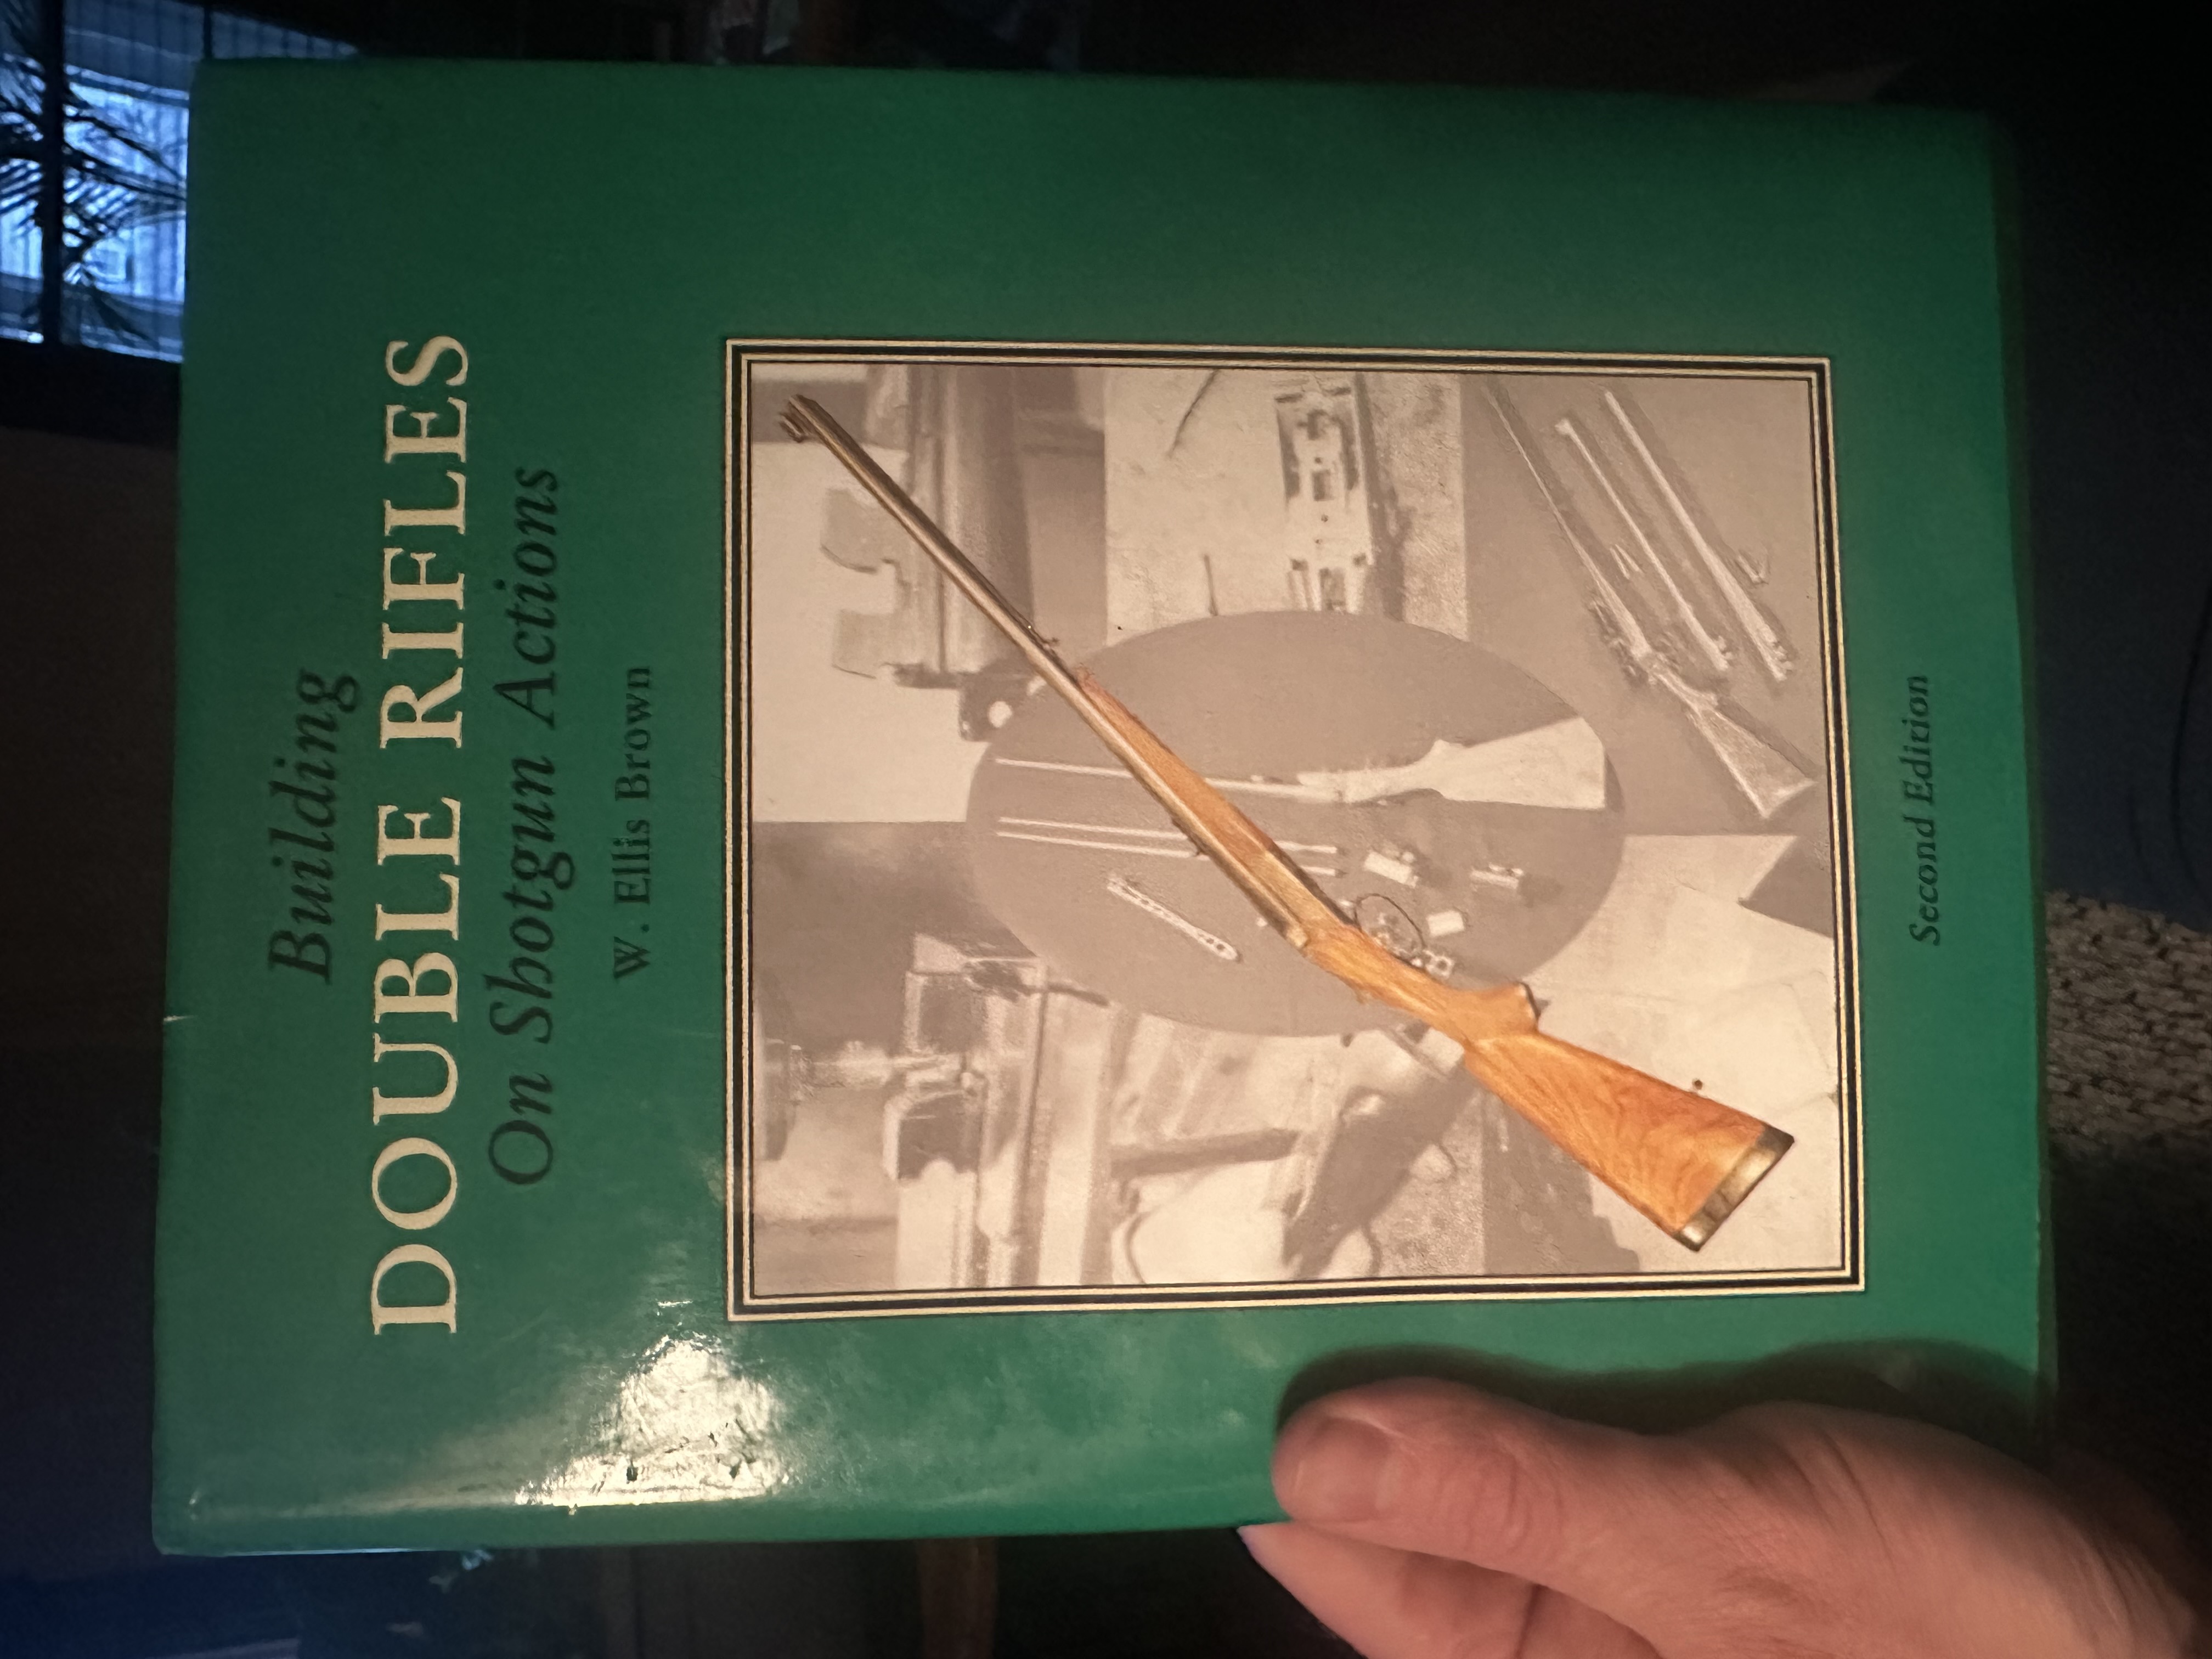 Building
DOUBLE RIFLES
On Shotgun Actions
W. Ellis Brown
Second Edition